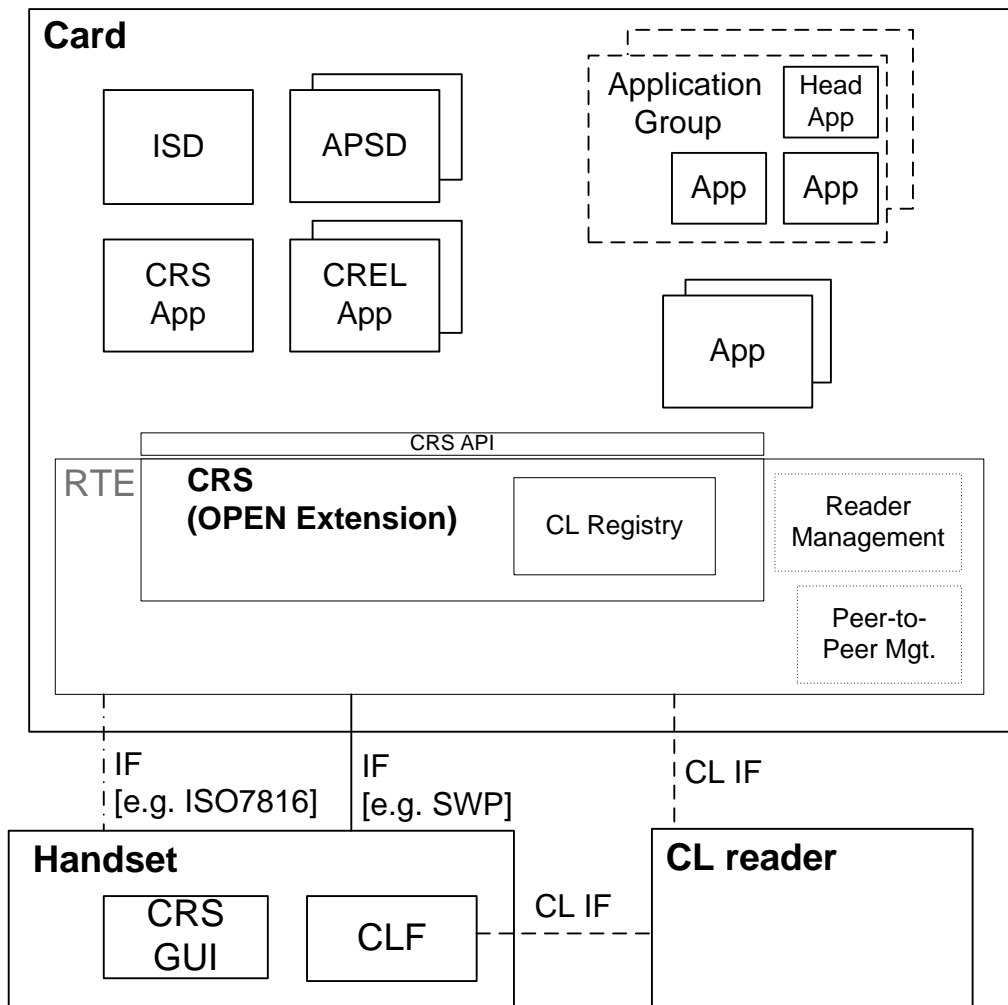 Card
ISD
APSD
Application
Group
Head
App
App
App
CRS
App
CREL
App
App
CRS API
RTE
CRS
(OPEN Extension)
CL Registry
Reader
Management
Peer-to-
Peer Mgt.
IF
[e.g. ISO7816]
IF
[e.g. SWP]
CL IF
Handset
CRS
GUI
CLF
CL IF
CL reader